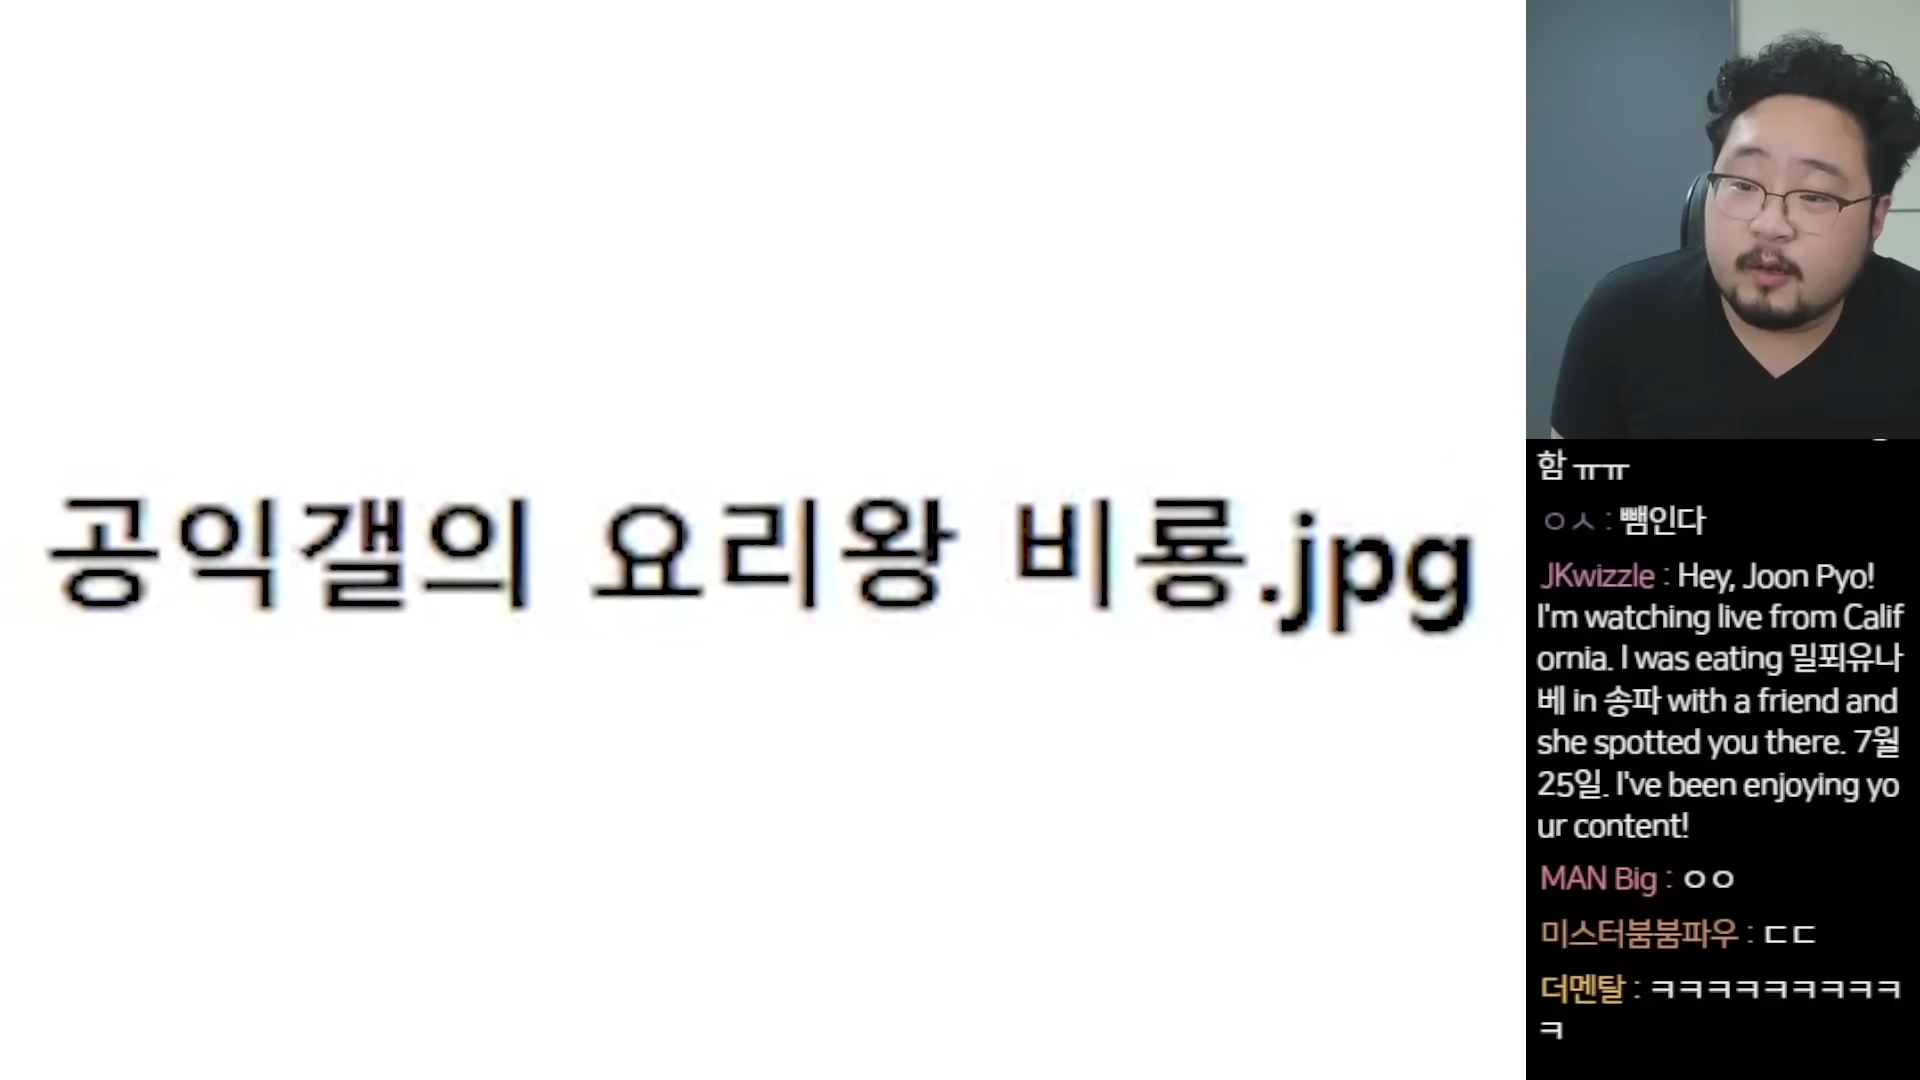 공익갤의 요리왕 비룡.jpg
함 ㅠㅠ
ㅇㅅ : 뺌인다
JKwizzle : Hey, Joon Pyo!
I'm watching live from Calif
ornia. I was eating 밀푀유나
베 in 송파 with a friend and
she spotted you there. 7월
25일. I've been enjoying yo
ur content!
MAN Big : ㅇㅇ
미스터붐붐파우 : ㄷㄷ
더멘탈 : ㅋㅋㅋㅋㅋㅋㅋㅋㅋ
ㅋ